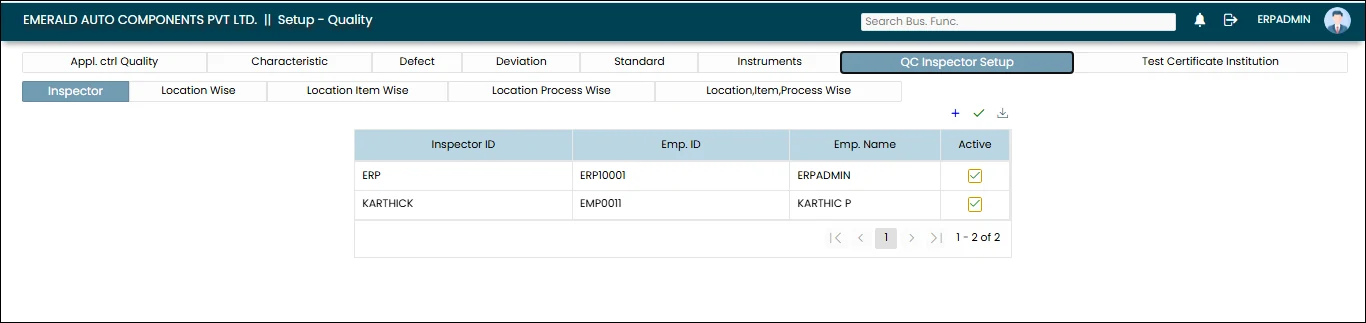 EMERALD AUTO COMPONENTS PVT LTD. || Setup - Quality Search Bus. Func. ERPADMIN
Appl. ctrl Quality Characteristic Defect Deviation Standard Instruments QC Inspector Setup Test Certificate Institution
Inspector Location Wise Location Item Wise Location Process Wise Location,Item,Process Wise
Inspector ID Emp. ID Emp. Name Active
ERP ERP10001 ERPADMIN
KARTHICK EMP0011 KARTHIC P
1 1 - 2 of 2